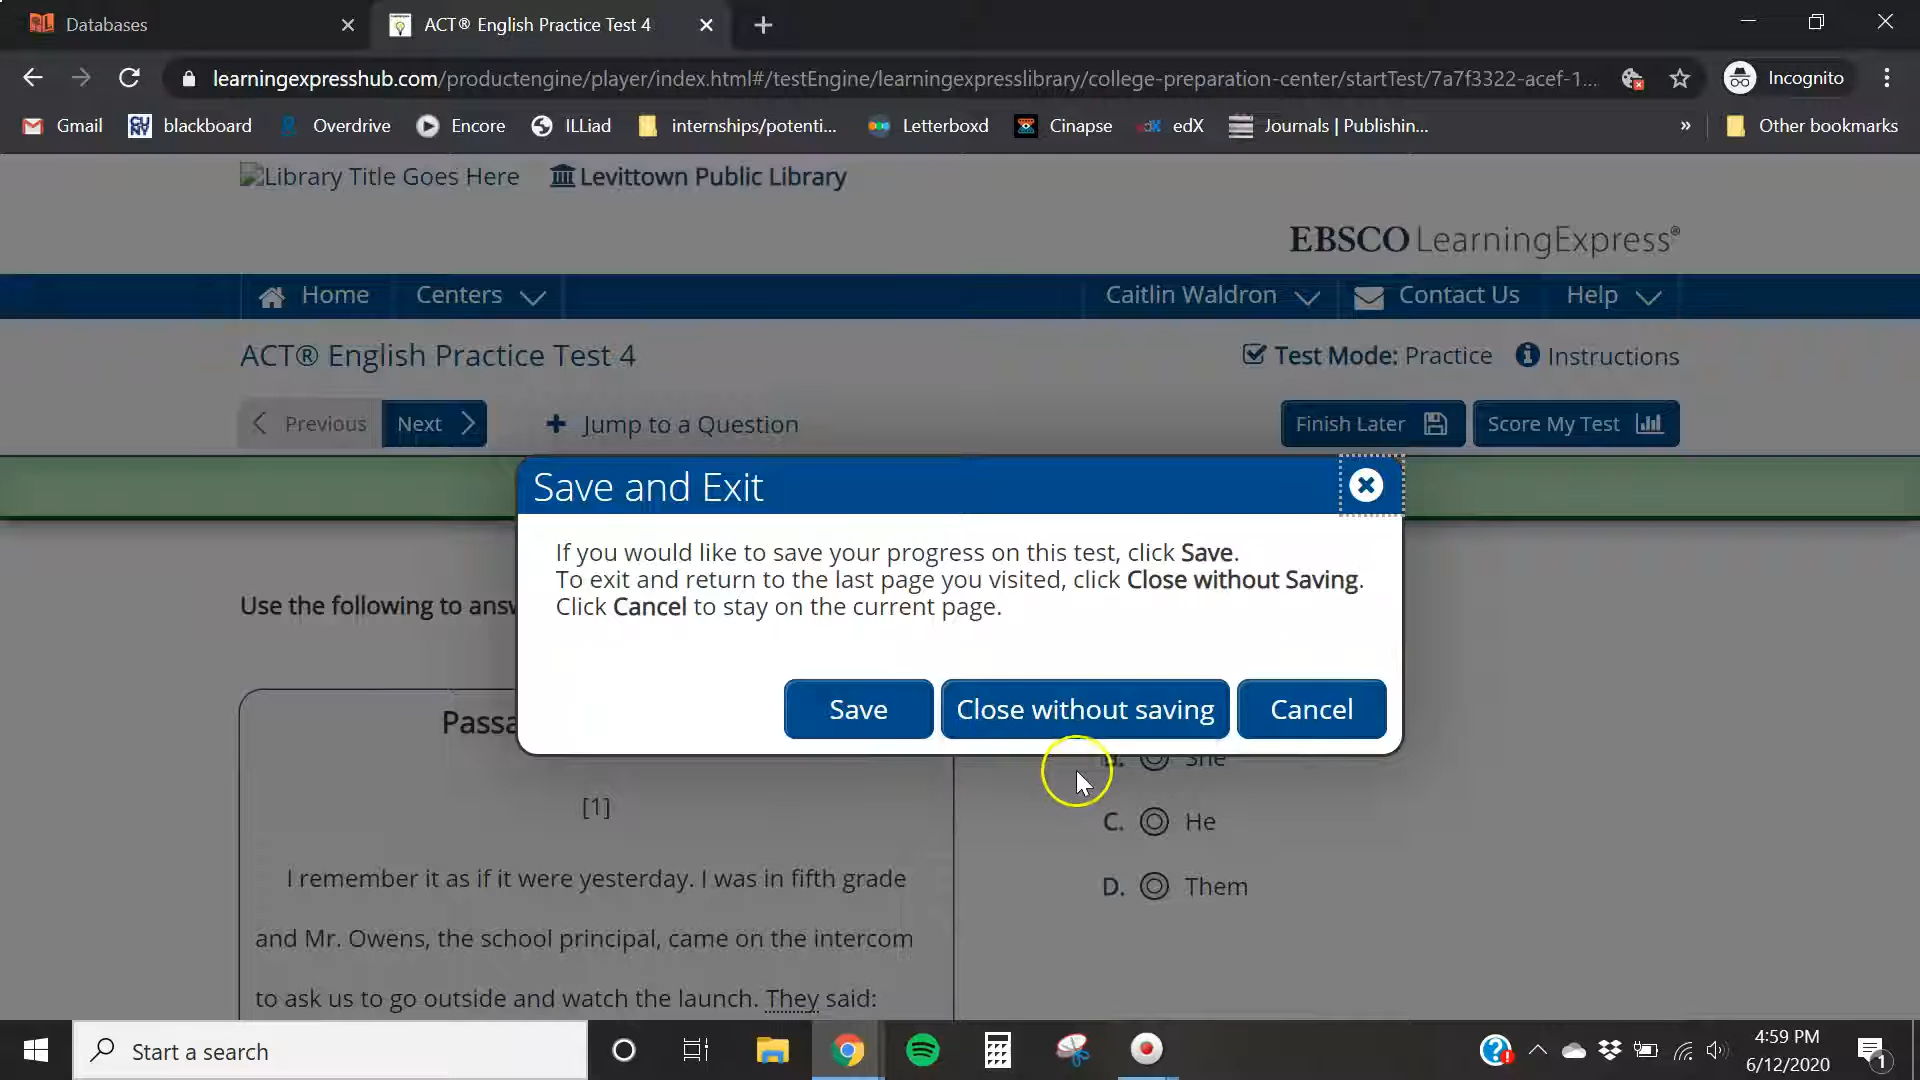 Databases
ACT® English Practice Test 4
learningexpresshub.com/productengine/player/index.html#/testEngine/learningexpresslibrary/college-preparation-center/startTest/7a7f3322-acef-1...
Incognito
Gmail blackboard Overdrive Encore ILLiad internships/potenti... Letterboxd Cinapse edX Journals | Publishin... » Other bookmarks
Library Title Goes Here Levittown Public Library
EBSCO LearningExpress®
Home Centers Caitlin Waldron Contact Us Help
ACT® English Practice Test 4 Test Mode: Practice Instructions
Previous Next + Jump to a Question Finish Later Score My Test
Save and Exit
If you would like to save your progress on this test, click Save.
To exit and return to the last page you visited, click Close without Saving.
Click Cancel to stay on the current page.
Save Close without saving Cancel
Use the following to
[1]
I remember it as if it were yesterday. I was in fifth grade
and Mr. Owens, the school principal, came on the intercom
to ask us to go outside and watch the launch. They said:
B. She
C. He
D. Them
Start a search
4:59 PM
6/12/2020
1